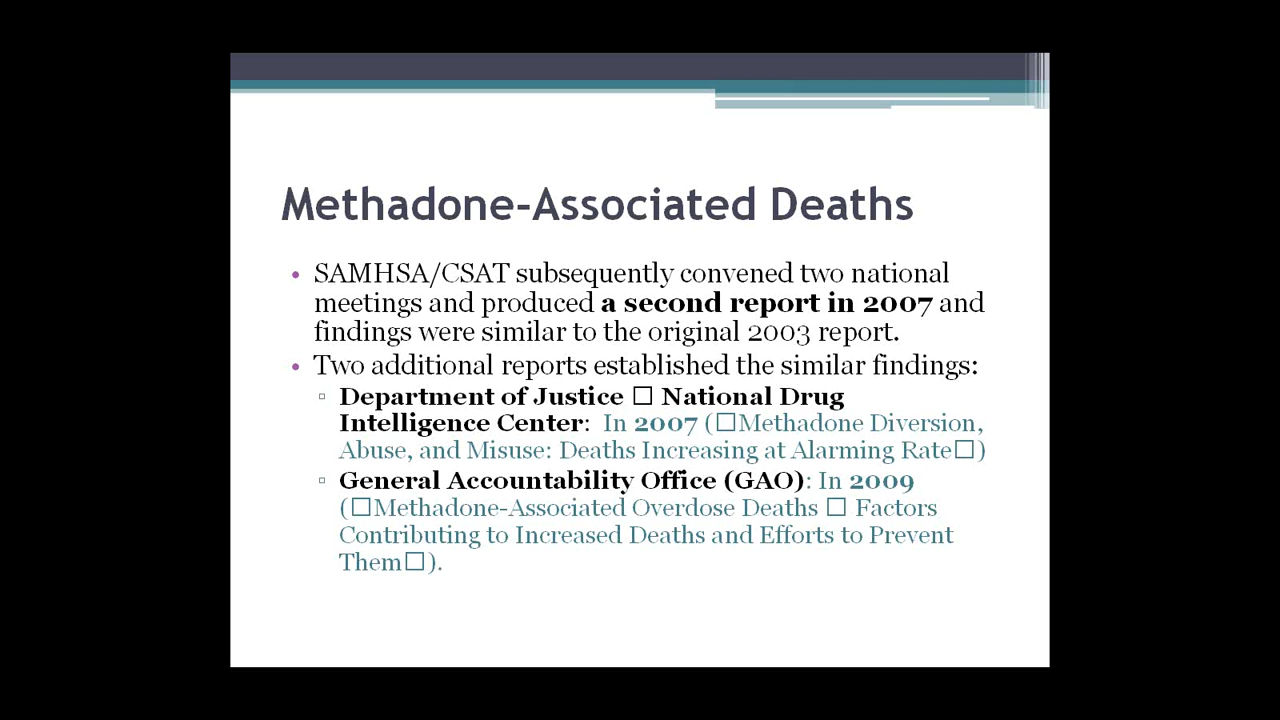 Methadone-Associated Deaths
• SAMHSA/CSAT subsequently convened two national
meetings and produced a second report in 2007 and
findings were similar to the original 2003 report.
• Two additional reports established the similar findings:
▫ Department of Justice □ National Drug
Intelligence Center: In 2007 (□Methadone Diversion,
Abuse, and Misuse: Deaths Increasing at Alarming Rate□)
▫ General Accountability Office (GAO): In 2009
(□Methadone-Associated Overdose Deaths □ Factors
Contributing to Increased Deaths and Efforts to Prevent
Them□).